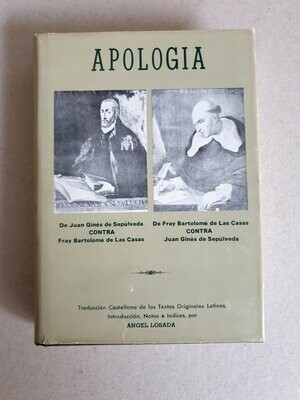 APOLOGIA
De Juan Ginés de Sepúlveda
CONTRA
Fray Bartolomé de Las Casas
De Fray Bartolomé de Las Casas
CONTRA
Juan Ginés de Sepúlveda
Traducción Castellana de los Textos Originales Latinos,
Introducción, Notas e Indices, por
ANGEL LOSADA